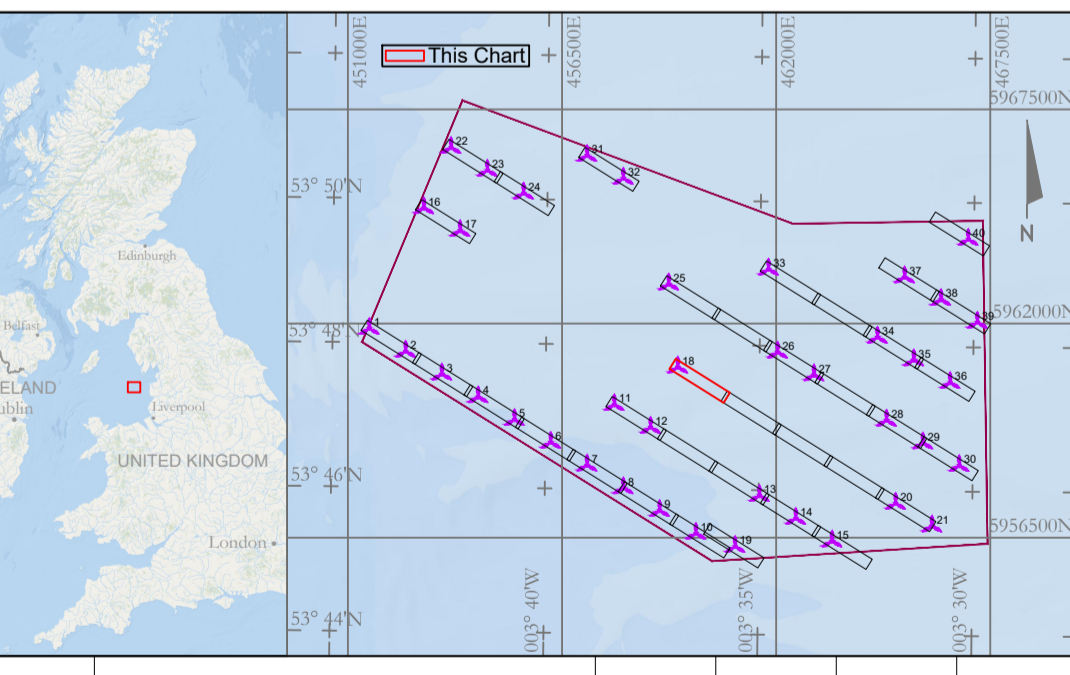 451000E
456500E
462000E
467500E
This Chart
5967500N
5962000N
5956500N
53° 50'N
53° 48'N
53° 46'N
53° 44'N
003° 40'W
003° 35'W
003° 30'W
N
Edinburgh
Belfast
ELAND
ublin
Liverpool
UNITED KINGDOM
London
22
23
24
31
32
16
17
40
33
37
25
38
39
1
2
34
26
35
3
18
27
36
4
11
5
12
28
6
29
7
30
8
13
20
9
14
21
10
15
19